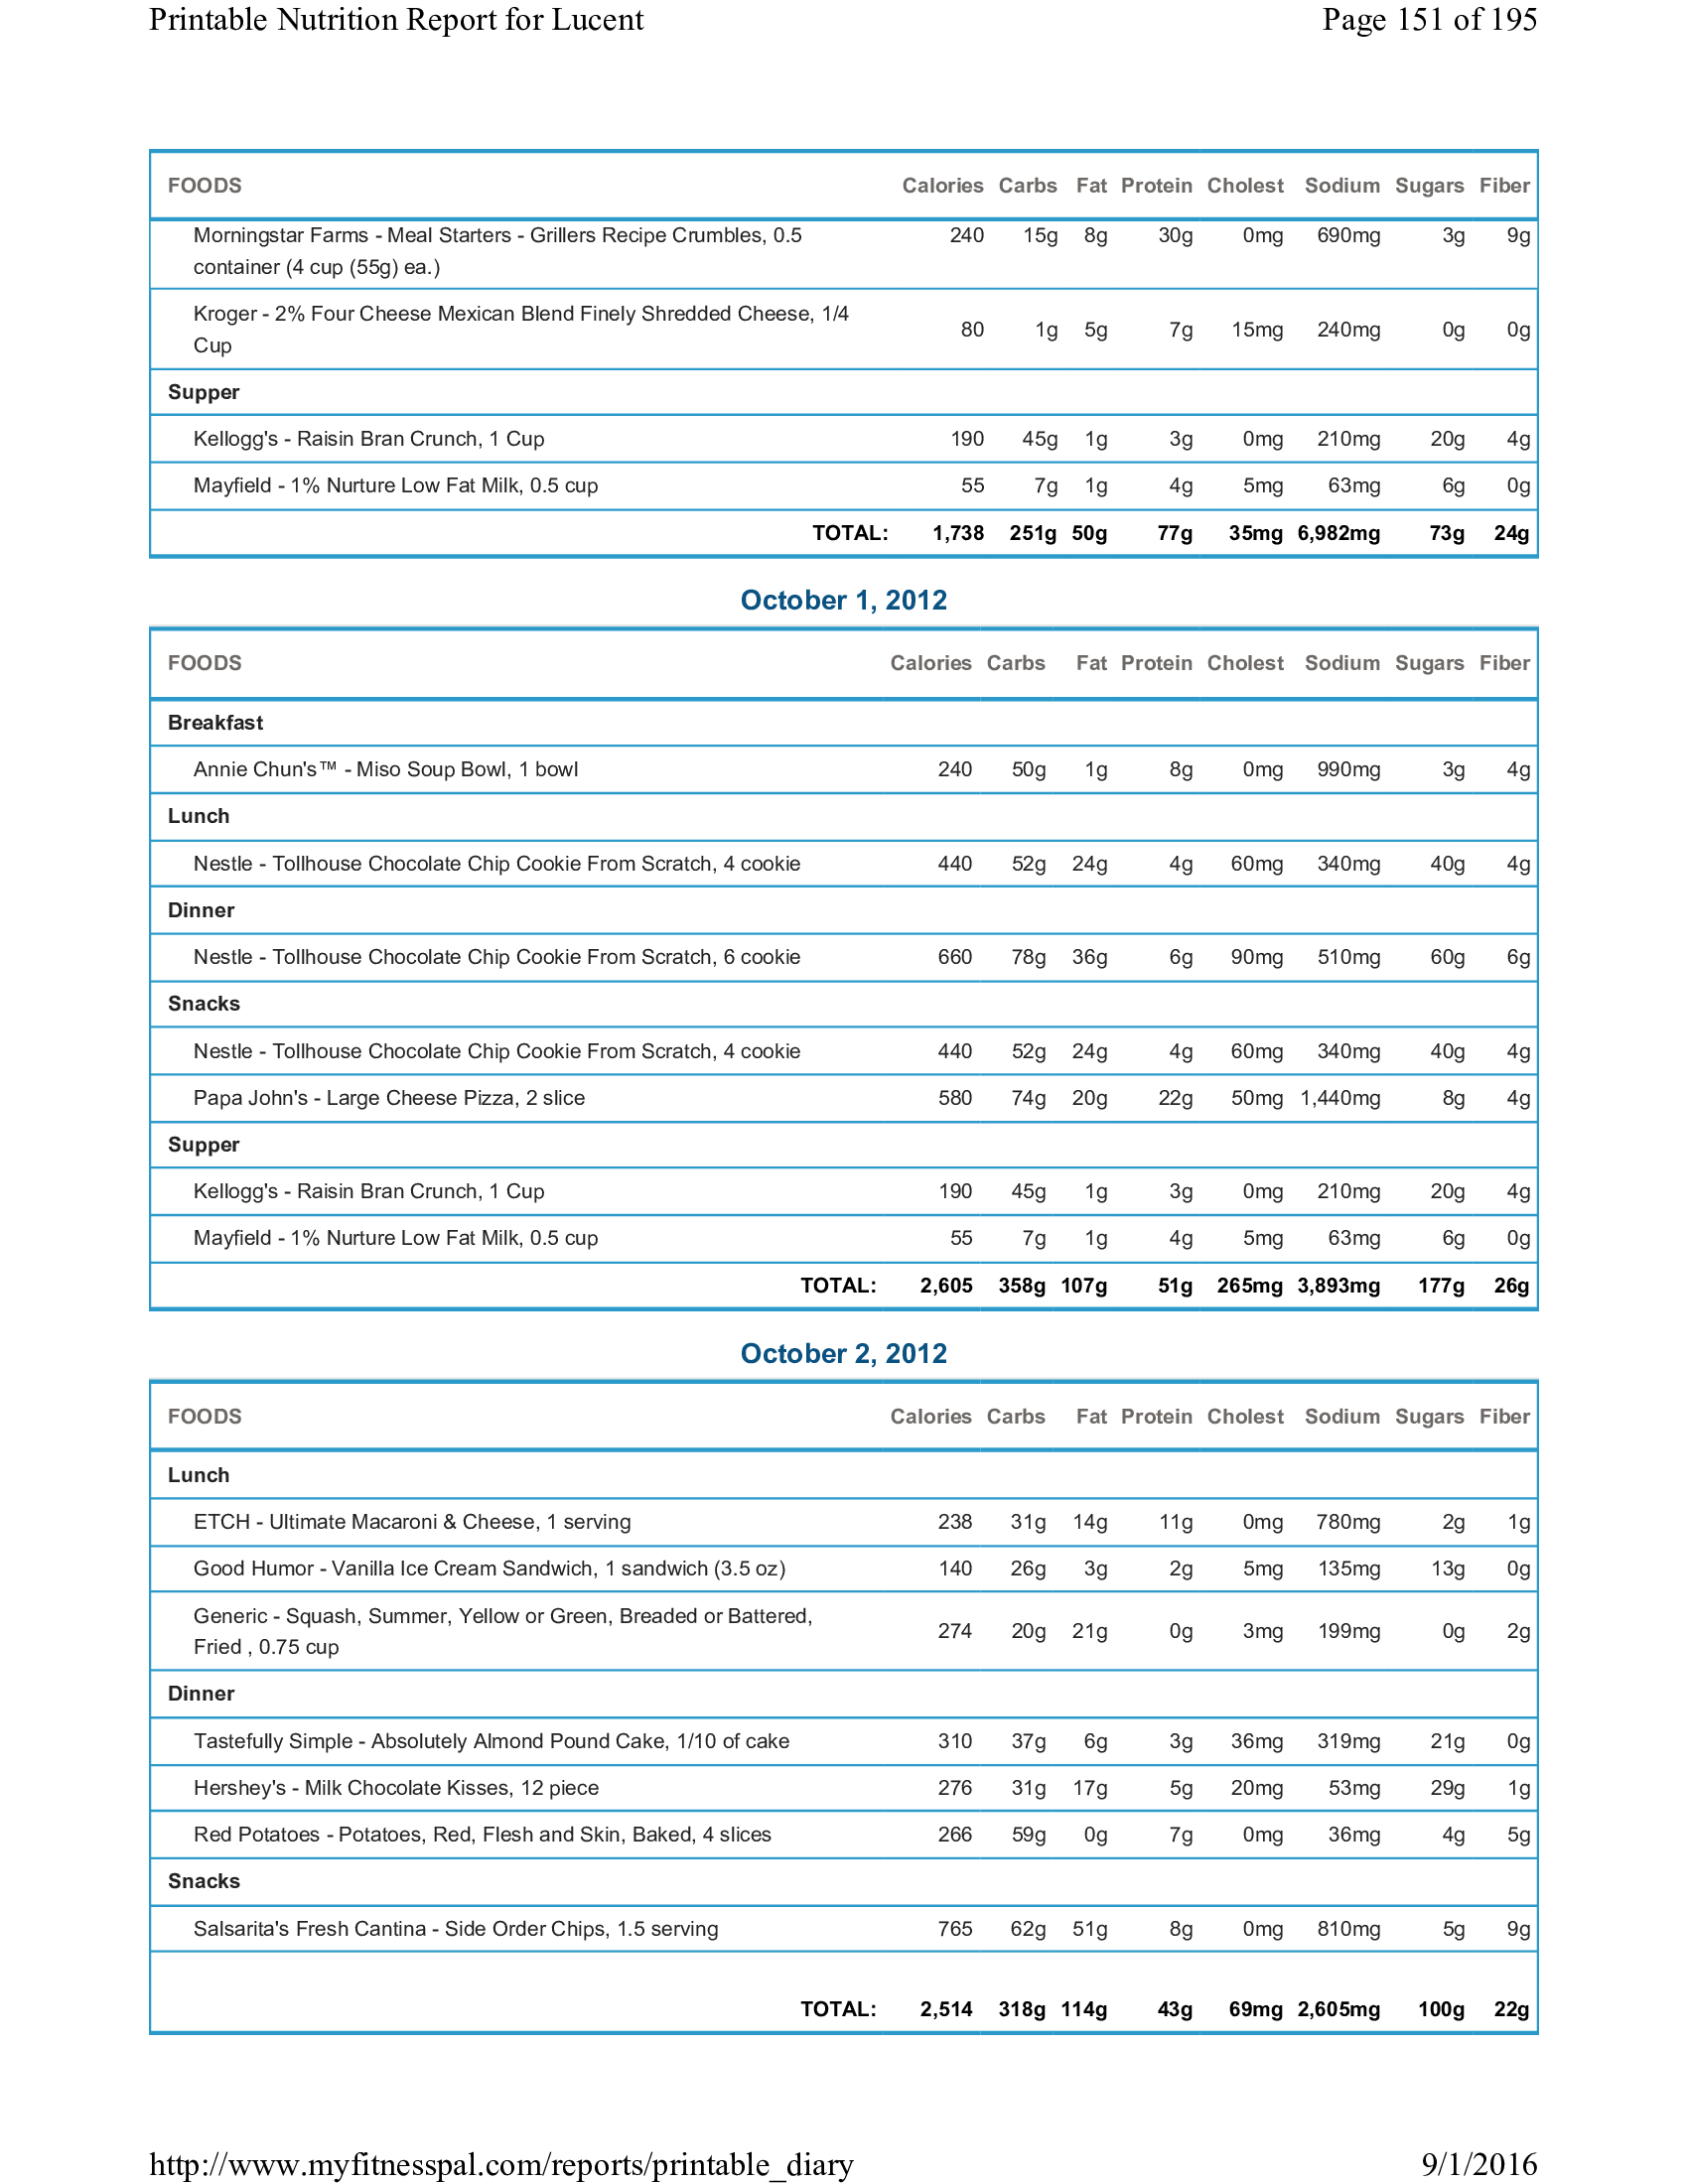 Printable Nutrition Report for Lucent Page 151 of 195
FOODS Calories Carbs Fat Protein Cholest Sodium Sugars Fiber
Morningstar Farms - Meal Starters - Grillers Recipe Crumbles, 0.5 240 15g 8g 30g 0mg 690mg 3g 9g
container (4 cup (55g) ea.)
Kroger - 2% Four Cheese Mexican Blend Finely Shredded Cheese, 1/4
80 1g 5g 7g 15mg 240mg 0g 0g
Cup
Supper
Kellogg's - Raisin Bran Crunch, 1 Cup 190 45g 1g 3g 0mg 210mg 20g 4g
Mayfield - 1% Nurture Low Fat Milk, 0.5 cup 55 7g 1g 4g 5mg 63mg 6g 0g
TOTAL: 1,738 251g 50g 77g 35mg 6,982mg 73g 24g
October 1, 2012
FOODS Calories Carbs Fat Protein Cholest Sodium Sugars Fiber
Breakfast
Annie Chun's™ - Miso Soup Bowl, 1 bowl 240 50g 1g 8g 0mg 990mg 3g 4g
Lunch
Nestle - Tollhouse Chocolate Chip Cookie From Scratch, 4 cookie 440 52g 24g 4g 60mg 340mg 40g 4g
Dinner
Nestle - Tollhouse Chocolate Chip Cookie From Scratch, 6 cookie 660 78g 36g 6g 90mg 510mg 60g 6g
Snacks
Nestle - Tollhouse Chocolate Chip Cookie From Scratch, 4 cookie 440 52g 24g 4g 60mg 340mg 40g 4g
Papa John's - Large Cheese Pizza, 2 slice 580 74g 20g 22g 50mg 1,440mg 8g 4g
Supper
Kellogg's - Raisin Bran Crunch, 1 Cup 190 45g 1g 3g 0mg 210mg 20g 4g
Mayfield - 1% Nurture Low Fat Milk, 0.5 cup 55 7g 1g 4g 5mg 63mg 6g 0g
TOTAL: 2,605 358g 107g 51g 265mg 3,893mg 177g 26g
October 2, 2012
FOODS Calories Carbs Fat Protein Cholest Sodium Sugars Fiber
Lunch
ETCH - Ultimate Macaroni & Cheese, 1 serving 238 31g 14g 11g 0mg 780mg 2g 1g
Good Humor - Vanilla Ice Cream Sandwich, 1 sandwich (3.5 oz) 140 26g 3g 2g 5mg 135mg 13g 0g
Generic - Squash, Summer, Yellow or Green, Breaded or Battered,
274 20g 21g 0g 3mg 199mg 0g 2g
Fried , 0.75 cup
Dinner
Tastefully Simple - Absolutely Almond Pound Cake, 1/10 of cake 310 37g 6g 3g 36mg 319mg 21g 0g
Hershey's - Milk Chocolate Kisses, 12 piece 276 31g 17g 5g 20mg 53mg 29g 1g
Red Potatoes - Potatoes, Red, Flesh and Skin, Baked, 4 slices 266 59g 0g 7g 0mg 36mg 4g 5g
Snacks
Salsarita's Fresh Cantina - Side Order Chips, 1.5 serving 765 62g 51g 8g 0mg 810mg 5g 9g
TOTAL: 2,514 318g 114g 43g 69mg 2,605mg 100g 22g
http://www.myfitnesspal.com/reports/printable_diary 9/1/2016